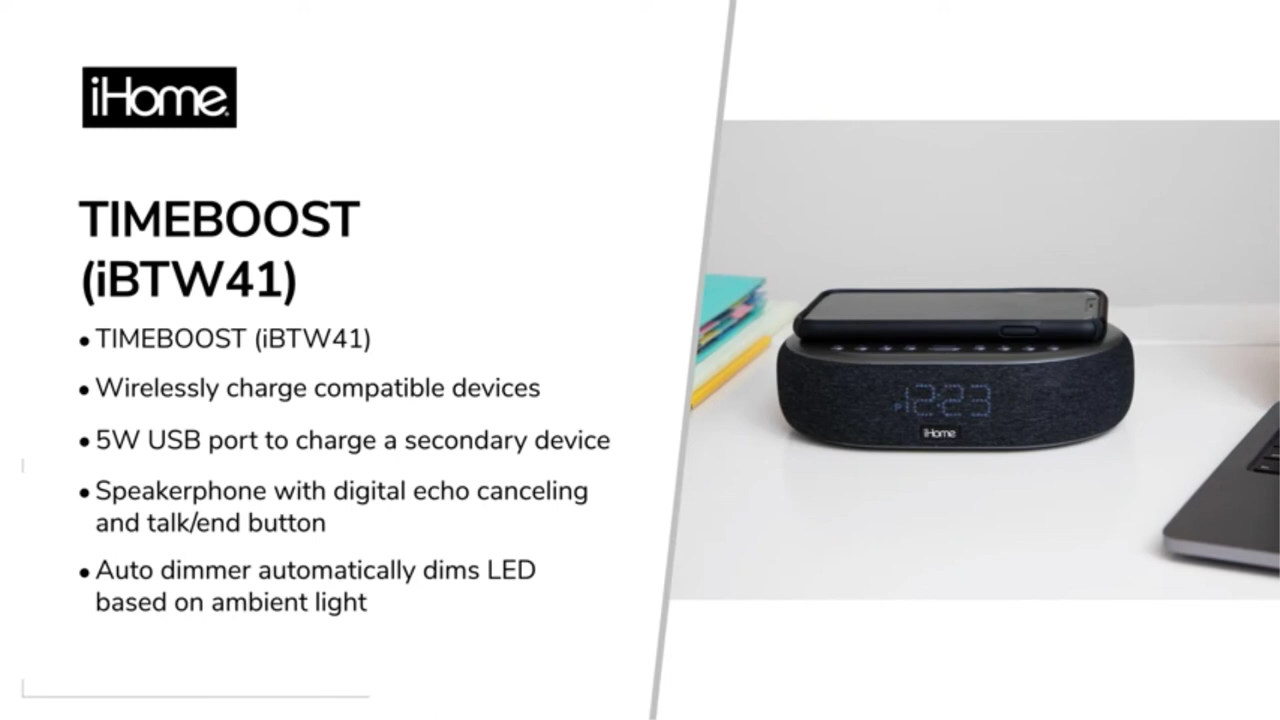 iHome
TIMEBOOST
(iBTW41)
• TIMEBOOST (iBTW41)
• Wirelessly charge compatible devices
• 5W USB port to charge a secondary device
• Speakerphone with digital echo canceling
and talk/end button
• Auto dimmer automatically dims LED
based on ambient light
12:23
iHome